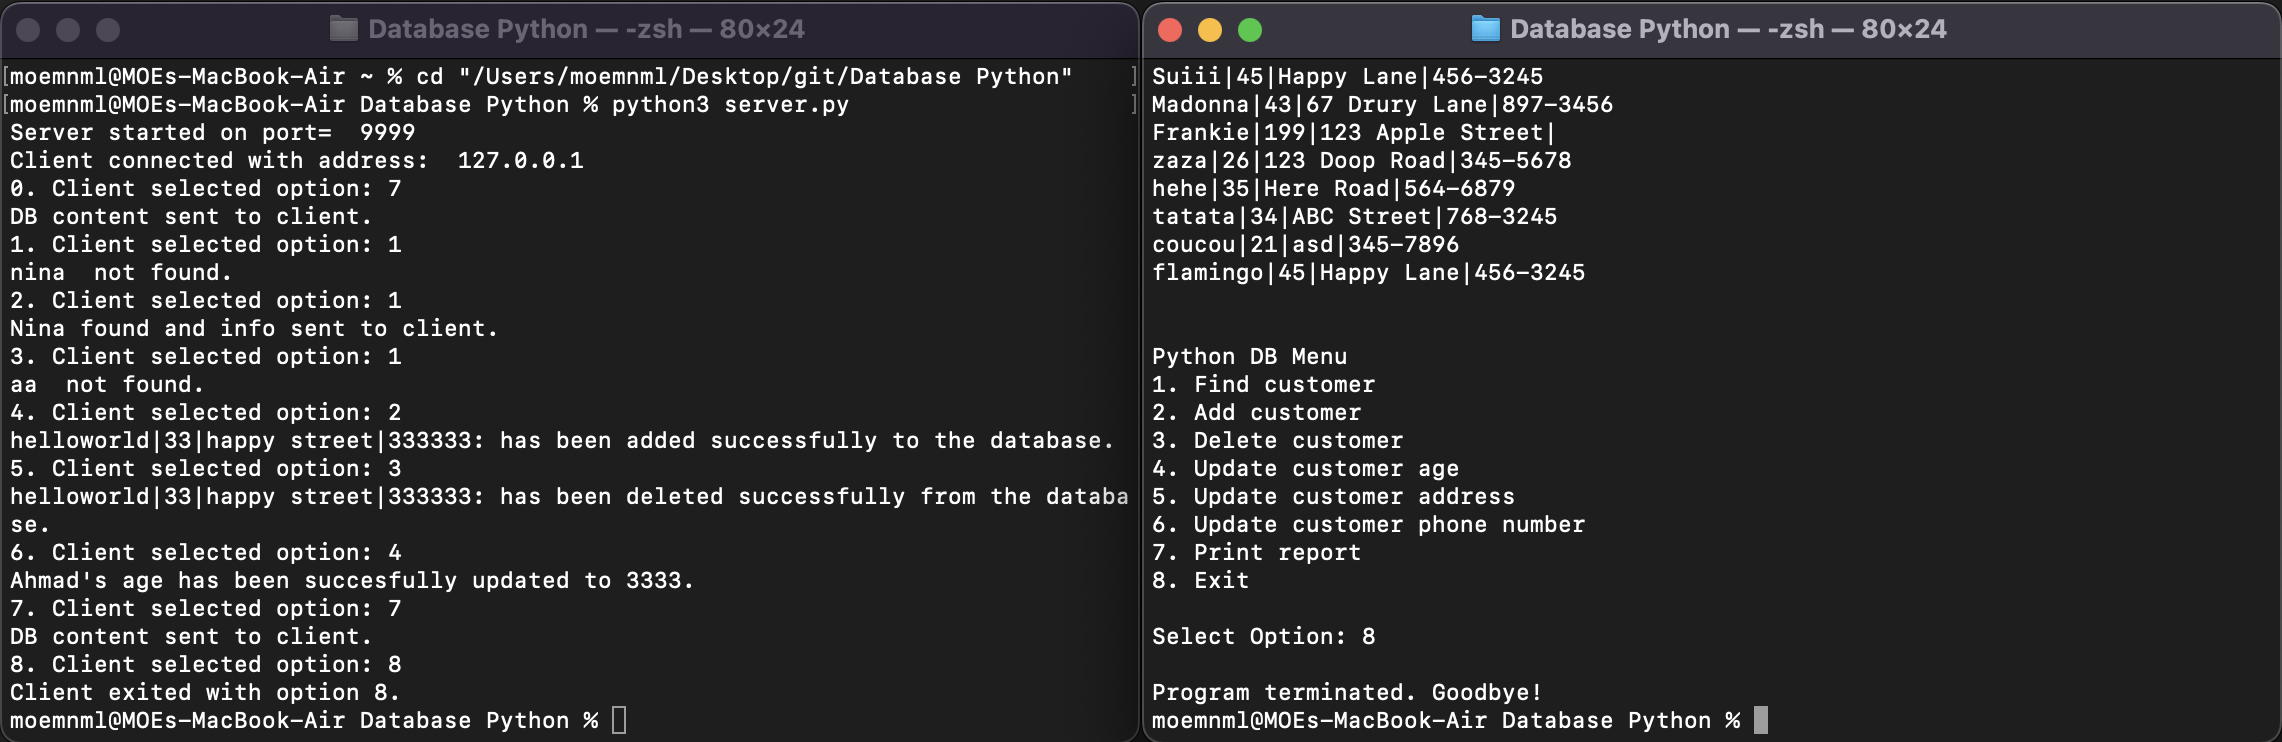 Database Python — -zsh — 80×24
[moemnml@MOEs-MacBook-Air ~ % cd "/Users/moemnml/Desktop/git/Database Python" ]
[moemnml@MOEs-MacBook-Air Database Python % python3 server.py ]
Server started on port=  9999
Client connected with address:  127.0.0.1
0. Client selected option: 7
DB content sent to client.
1. Client selected option: 1
nina  not found.
2. Client selected option: 1
Nina found and info sent to client.
3. Client selected option: 1
aa  not found.
4. Client selected option: 2
helloworld|33|happy street|333333: has been added successfully to the database.
5. Client selected option: 3
helloworld|33|happy street|333333: has been deleted successfully from the databa
se.
6. Client selected option: 4
Ahmad's age has been succesfully updated to 3333.
7. Client selected option: 7
DB content sent to client.
8. Client selected option: 8
Client exited with option 8.
moemnml@MOEs-MacBook-Air Database Python %
Database Python — -zsh — 80×24
Suiii|45|Happy Lane|456-3245
Madonna|43|67 Drury Lane|897-3456
Frankie|199|123 Apple Street|
zaza|26|123 Doop Road|345-5678
hehe|35|Here Road|564-6879
tatata|34|ABC Street|768-3245
coucou|21|asd|345-7896
flamingo|45|Happy Lane|456-3245
Python DB Menu
1. Find customer
2. Add customer
3. Delete customer
4. Update customer age
5. Update customer address
6. Update customer phone number
7. Print report
8. Exit
Select Option: 8
Program terminated. Goodbye!
moemnml@MOEs-MacBook-Air Database Python %